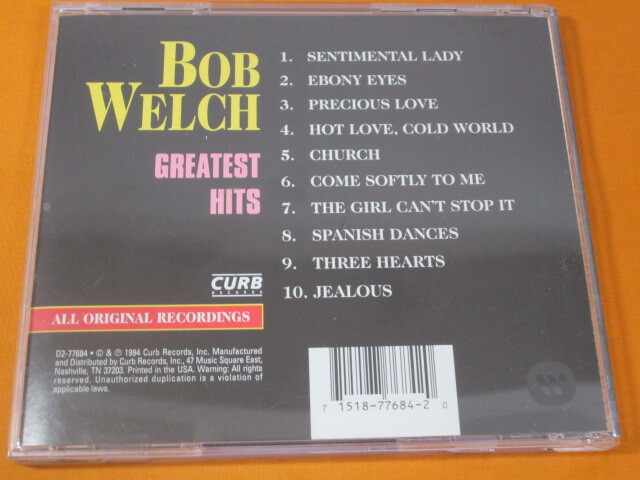 BOB
WELCH
GREATEST
HITS
1. SENTIMENTAL LADY
2. EBONY EYES
3. PRECIOUS LOVE
4. HOT LOVE, COLD WORLD
5. CHURCH
6. COME SOFTLY TO ME
7. THE GIRL CAN'T STOP IT
8. SPANISH DANCES
9. THREE HEARTS
10. JEALOUS
CURB
RECORDS
ALL ORIGINAL RECORDINGS
D2-77684 • © & ℗ 1994 Curb Records, Inc. Manufactured
and Distributed by Curb Records, Inc., 47 Music Square East,
Nashville, TN 37203. Printed in the USA. Warning: All rights
reserved. Unauthorized duplication is a violation of
applicable laws.
7 1518-77684-2 0